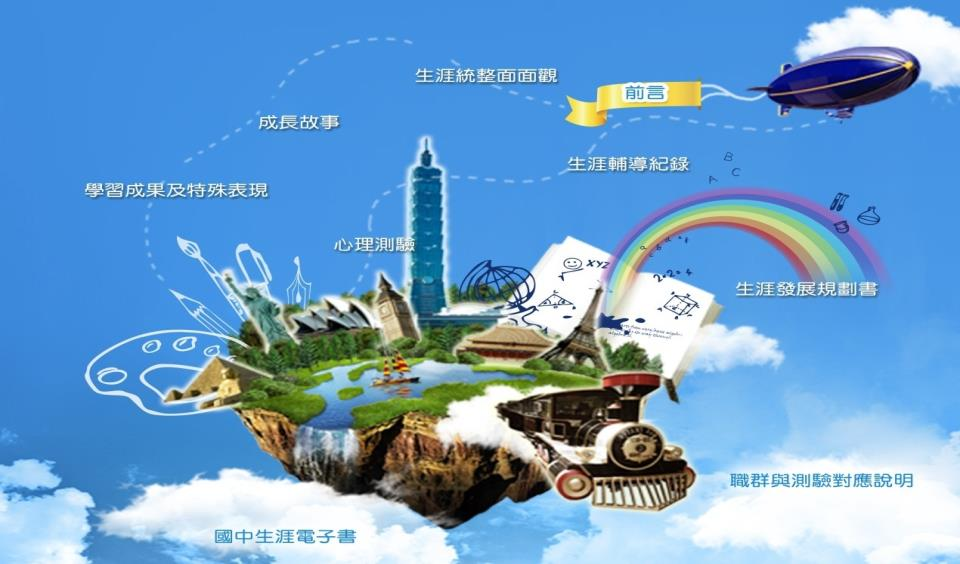 生涯統整面面觀
前言
成長故事
生涯輔導紀錄
B
C
A
學習成果及特殊表現
心理測驗
XYZ
生涯發展規劃書
職群與測驗對應說明
國中生涯電子書